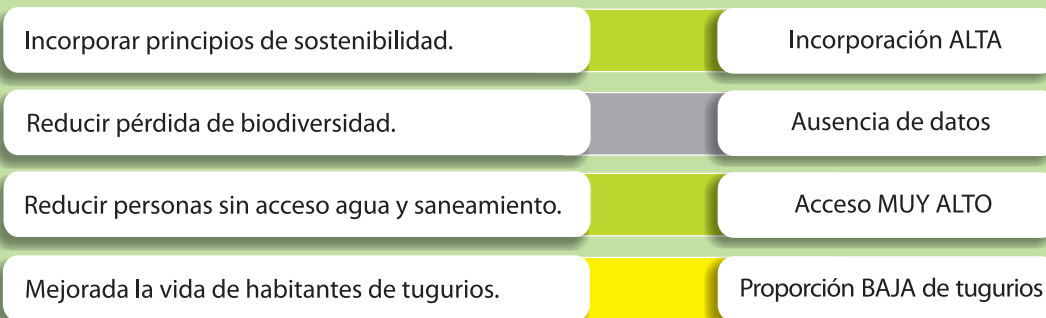 Incorporar principios de sostenibilidad. Incorporación ALTA
Reducir pérdida de biodiversidad. Ausencia de datos
Reducir personas sin acceso agua y saneamiento. Acceso MUY ALTO
Mejorada la vida de habitantes de tugurios. Proporción BAJA de tugurios